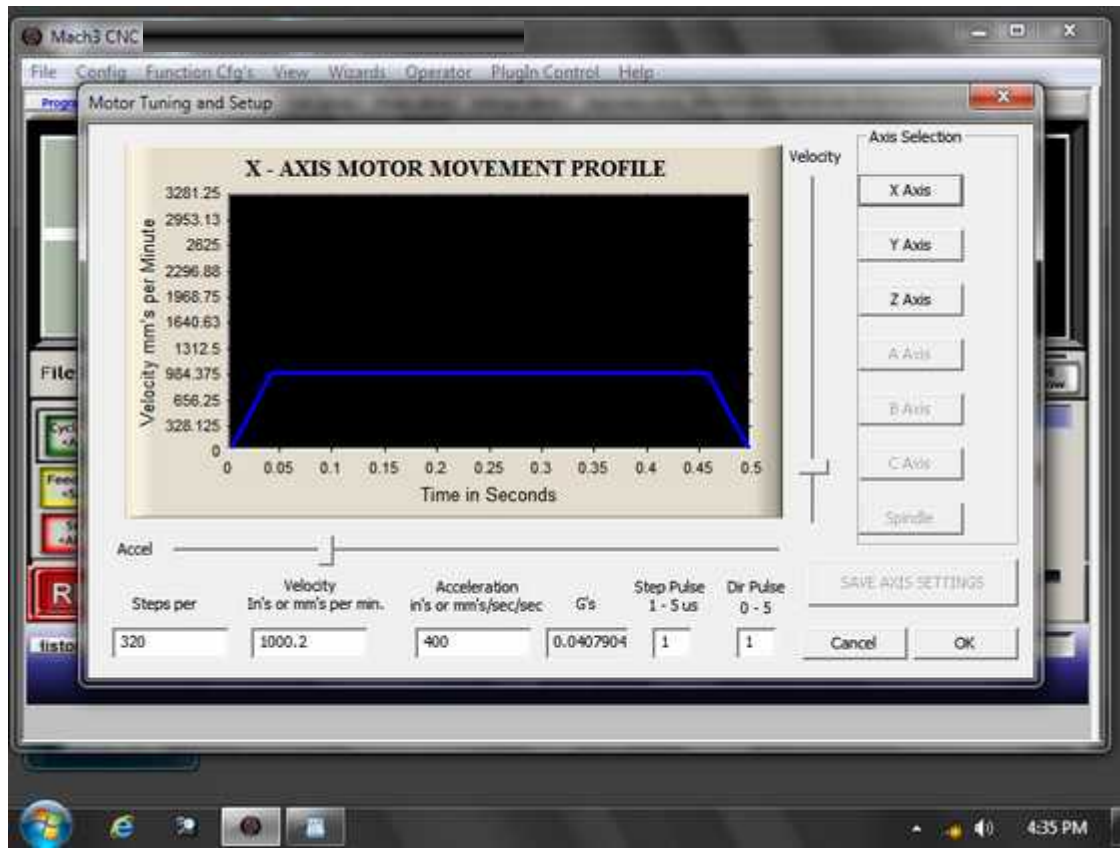 Mach3 CNC
File Config Function Cfg's View Wizards Operator PlugIn Control Help
Motor Tuning and Setup
X - AXIS MOTOR MOVEMENT PROFILE
Velocity mm's per Minute
3281.25
2953.13
2625
2296.88
1968.75
1640.63
1312.5
984.375
656.25
328.125
0
0 0.05 0.1 0.15 0.2 0.25 0.3 0.35 0.4 0.45 0.5
Time in Seconds
Velocity
Axis Selection
X Axis
Y Axis
Z Axis
A Axis
B Axis
C Axis
Spindle
Accel
Steps per
320
Velocity
In's or mm's per min.
1000.2
Acceleration
in's or mm's/sec/sec
400
G's
0.0407904
Step Pulse
1 - 5 us
1
Dir Pulse
0 - 5
1
SAVE AXIS SETTINGS
Cancel
OK
File
R
4:35 PM